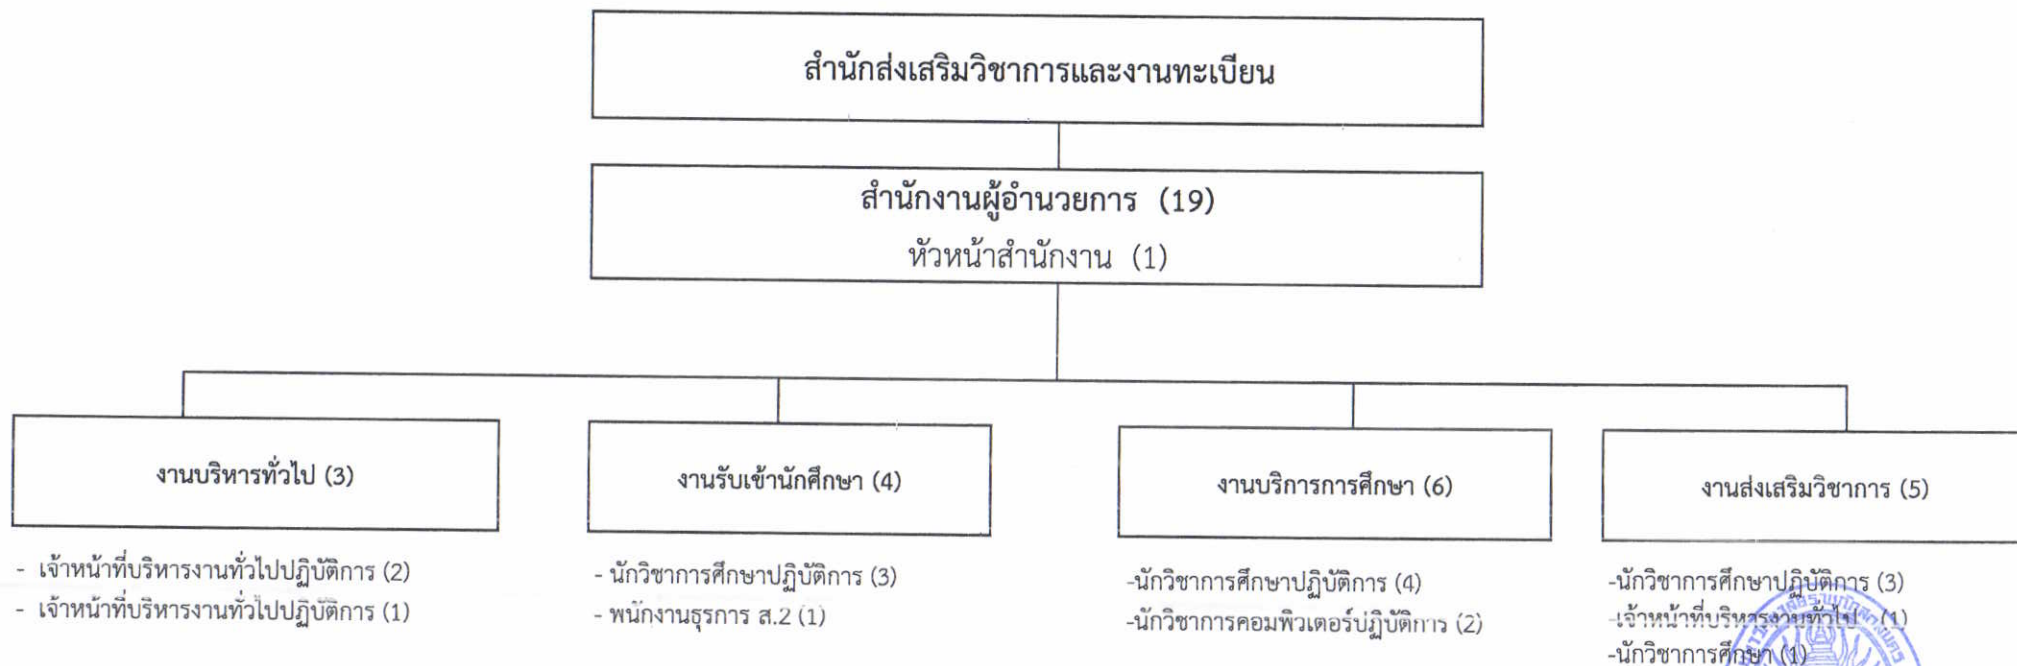 สำนักส่งเสริมวิชาการและงานทะเบียน
สำนักงานผู้อำนวยการ (19)
หัวหน้าสำนักงาน (1)
งานบริหารทั่วไป (3)
- เจ้าหน้าที่บริหารงานทั่วไปปฏิบัติการ (2)
- เจ้าหน้าที่บริหารงานทั่วไปปฏิบัติการ (1)
งานรับเข้านักศึกษา (4)
- นักวิชาการศึกษาปฏิบัติการ (3)
- พนักงานธุรการ ส.2 (1)
งานบริการการศึกษา (6)
-นักวิชาการศึกษาปฏิบัติการ (4)
-นักวิชาการคอมพิวเตอร์ปฏิบัติการ (2)
งานส่งเสริมวิชาการ (5)
-นักวิชาการศึกษาปฏิบัติการ (3)
-เจ้าหน้าที่บริหารงานทั่วไป (1)
-นักวิชาการศึกษา (1)